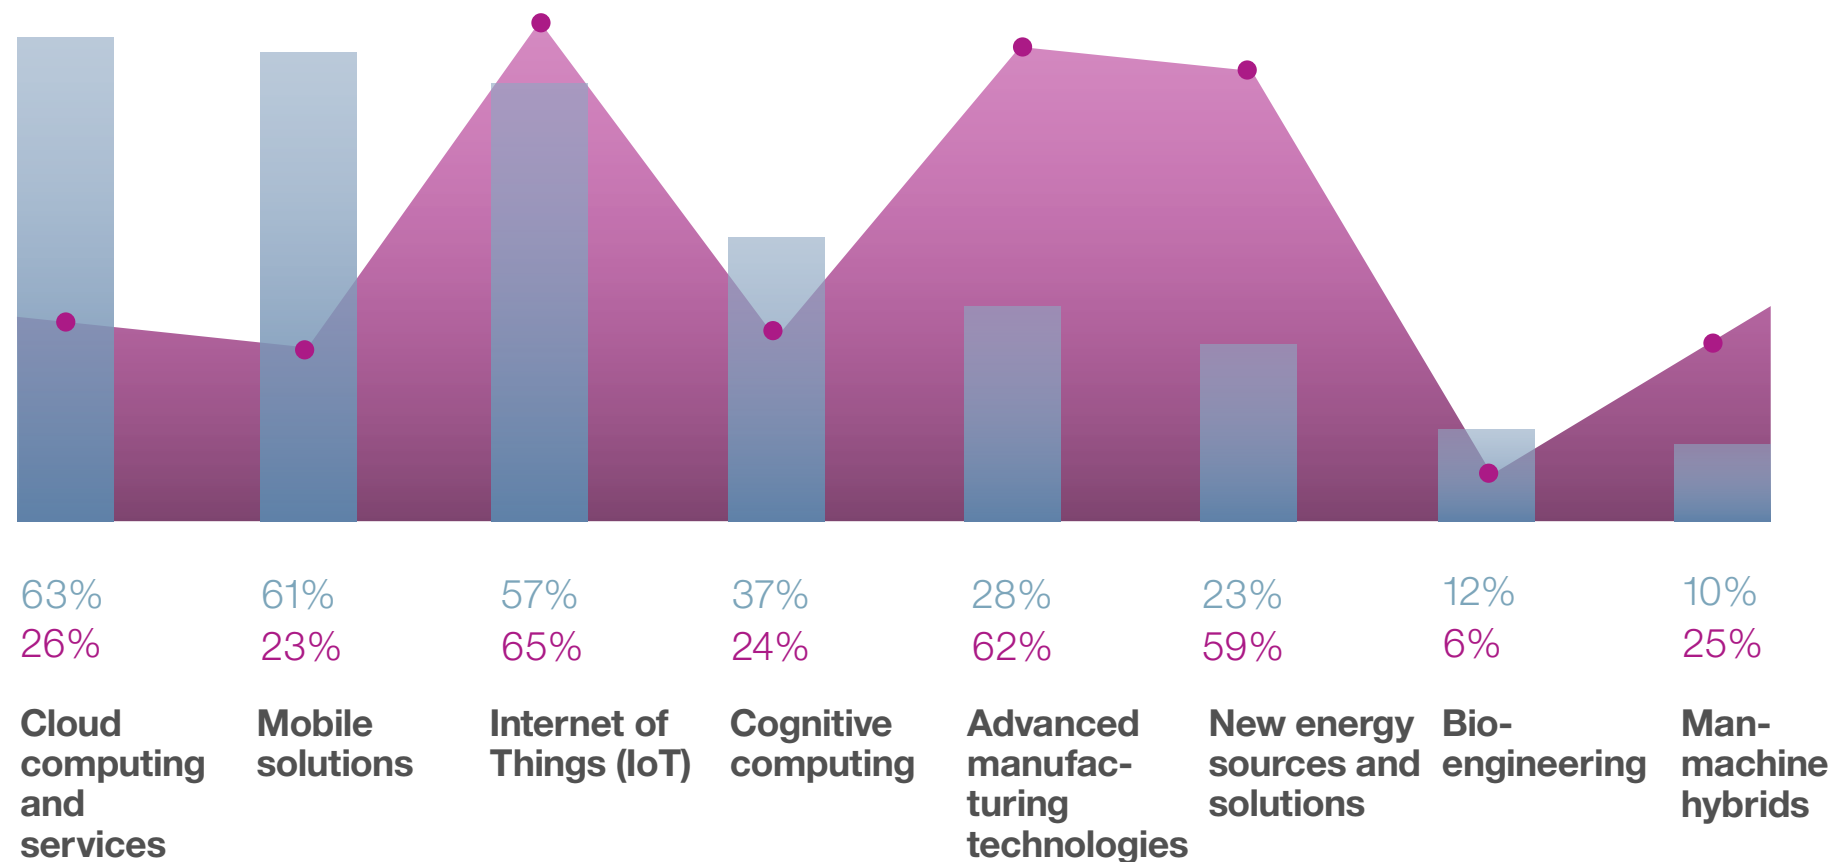 63% 61% 57% 37% 28% 23% 12% 10%
26% 23% 65% 24% 62% 59% 6% 25%
Cloud
computing
and
services
Mobile
solutions
Internet of
Things (IoT)
Cognitive
computing
Advanced
manufac-
turing
technologies
New energy
sources and
solutions
Bio-
engineering
Man-
machine
hybrids